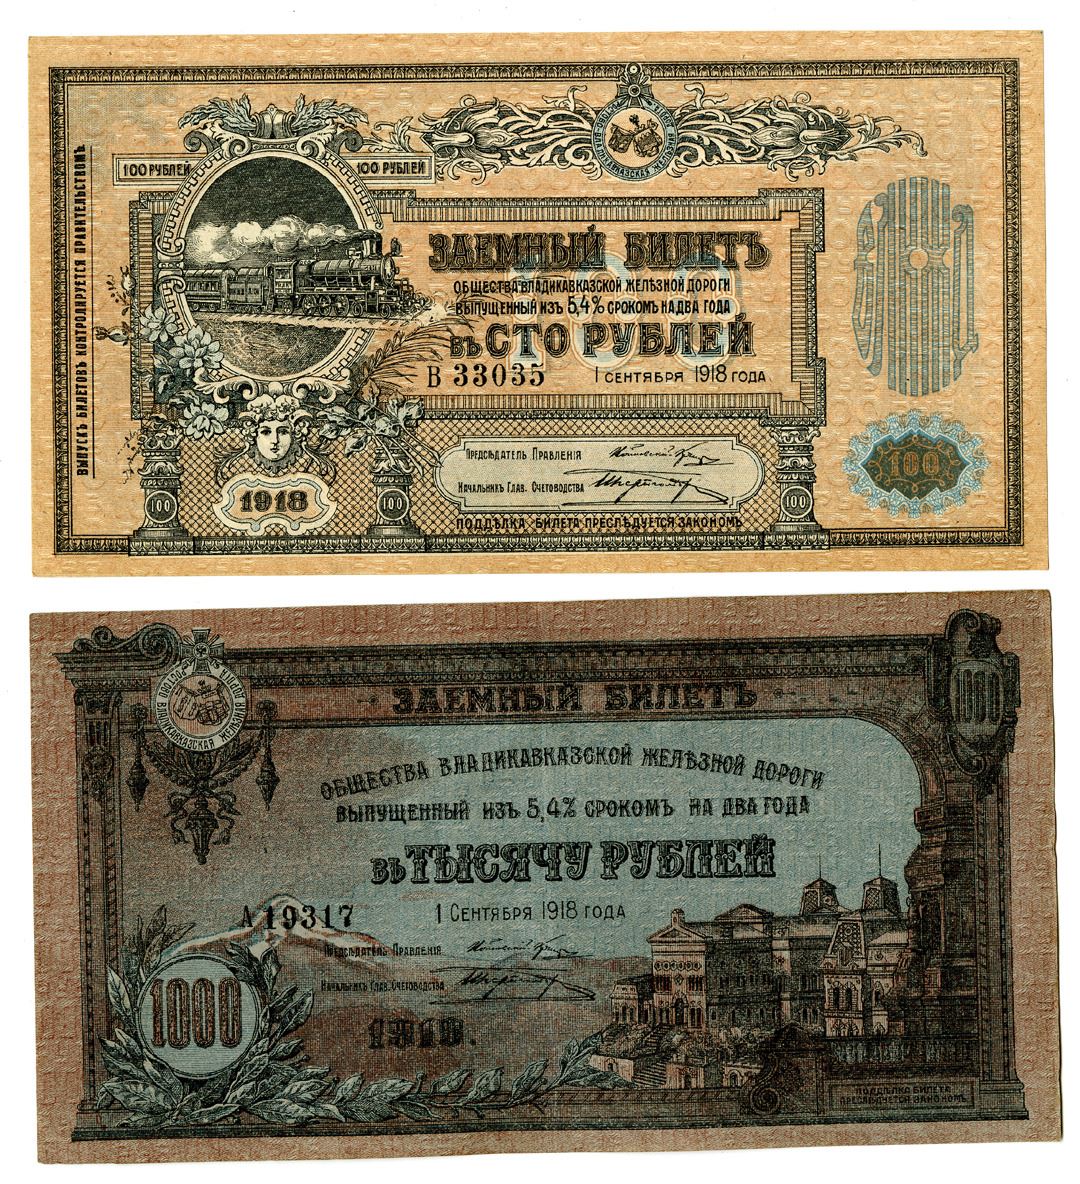 100 РУБЛЕЙ
100 РУБЛЕЙ
ВЫПУСКЪ БИЛЕТОВЪ КОНТРОЛИРУЕТСЯ ПРАВИТЕЛЬСТВОМЪ
ЗАЕМНЫЙ БИЛЕТЪ
100
ОБЩЕСТВА ВЛАДИКАВКАЗСКОЙ ЖЕЛѢЗНОЙ ДОРОГИ
ВЫПУЩЕННЫЙ ИЗЪ 5,4% СРОКОМЪ НА ДВА ГОДА
въ СТО РУБЛЕЙ
В 33035
1 СЕНТЯБРЯ 1918 ГОДА
ПРЕДСѢДАТЕЛЬ ПРАВЛЕНІЯ
НАЧАЛЬНИКЪ ГЛАВ. СЧЕТОВОДСТВА
ПОДДѢЛКА БИЛЕТА ПРЕСЛѢДУЕТСЯ ЗАКОНОМЪ
1918
100
100
100
100
ЗАЕМНЫЙ БИЛЕТЪ
ВЛАДИКАВКАЗСКАЯ
1000
ОБЩЕСТВА ВЛАДИКАВКАЗСКОЙ ЖЕЛѢЗНОЙ ДОРОГИ
ВЫПУЩЕННЫЙ ИЗЪ 5,4% СРОКОМЪ НА ДВА ГОДА
въ ТЫСЯЧУ РУБЛЕЙ
А 19317
1 СЕНТЯБРЯ 1918 ГОДА
ПРЕДСѢДАТЕЛЬ ПРАВЛЕНІЯ
НАЧАЛЬНИКЪ ГЛАВ. СЧЕТОВОДСТВА
1000
1918.
ПОДДѢЛКА БИЛЕТА
ПРЕСЛѢДУЕТСЯ ЗАКОНОМЪ